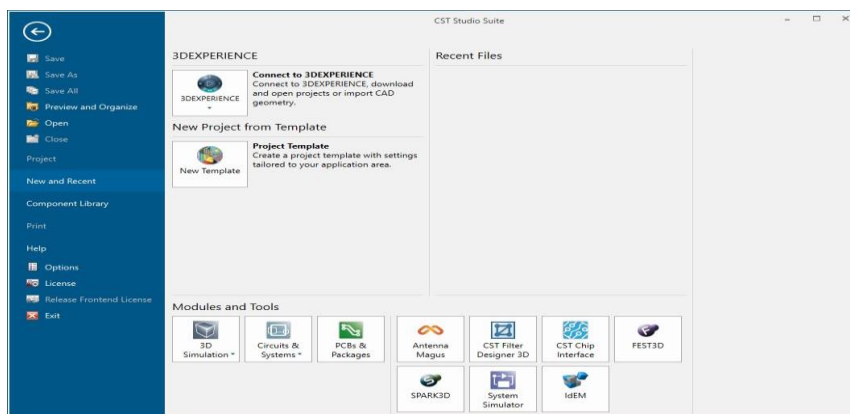 CST Studio Suite
Save
Save As
Save All
Preview and Organize
Open
Close
Project
New and Recent
Component Library
Print
Help
Options
License
Release Frontend License
Exit
3DEXPERIENCE
3DEXPERIENCE
Connect to 3DEXPERIENCE
Connect to 3DEXPERIENCE, download
and open projects or import CAD
geometry.
New Project from Template
New Template
Project Template
Create a project template with settings
tailored to your application area.
Recent Files
Modules and Tools
3D
Simulation
Circuits &
Systems
PCBs &
Packages
Antenna
Magus
CST Filter
Designer 3D
CST Chip
Interface
FEST3D
SPARK3D
System
Simulator
IdEM